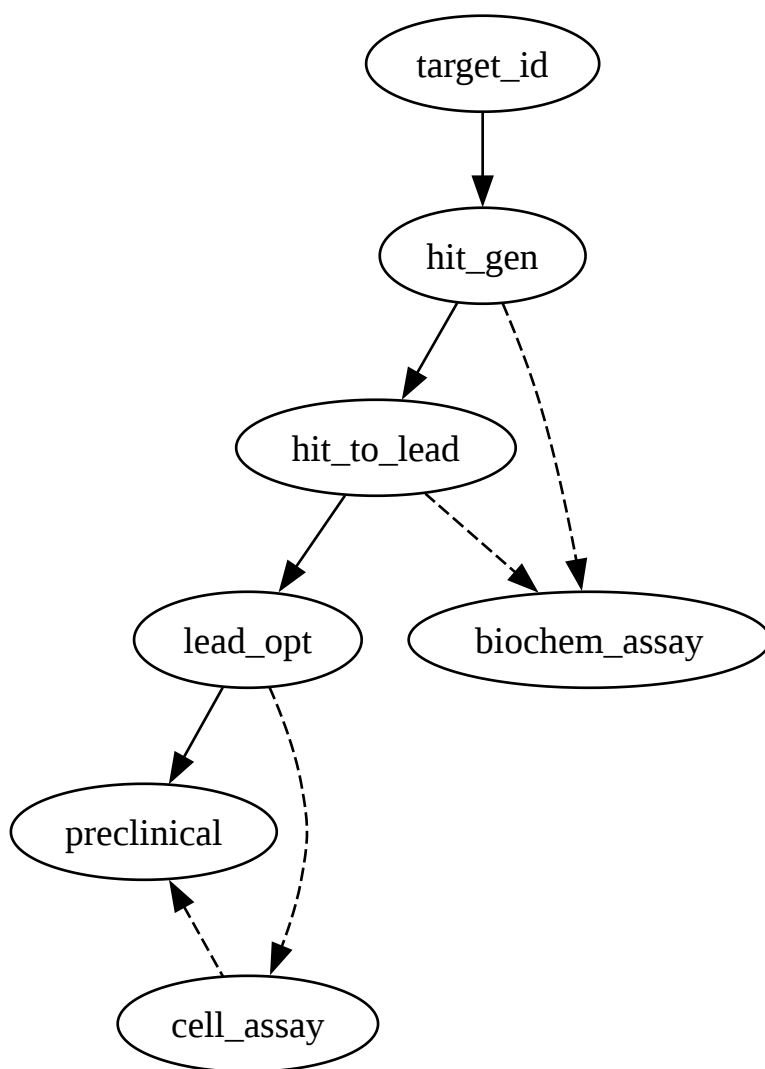 target_id
hit_gen
hit_to_lead
lead_opt
biochem_assay
preclinical
cell_assay